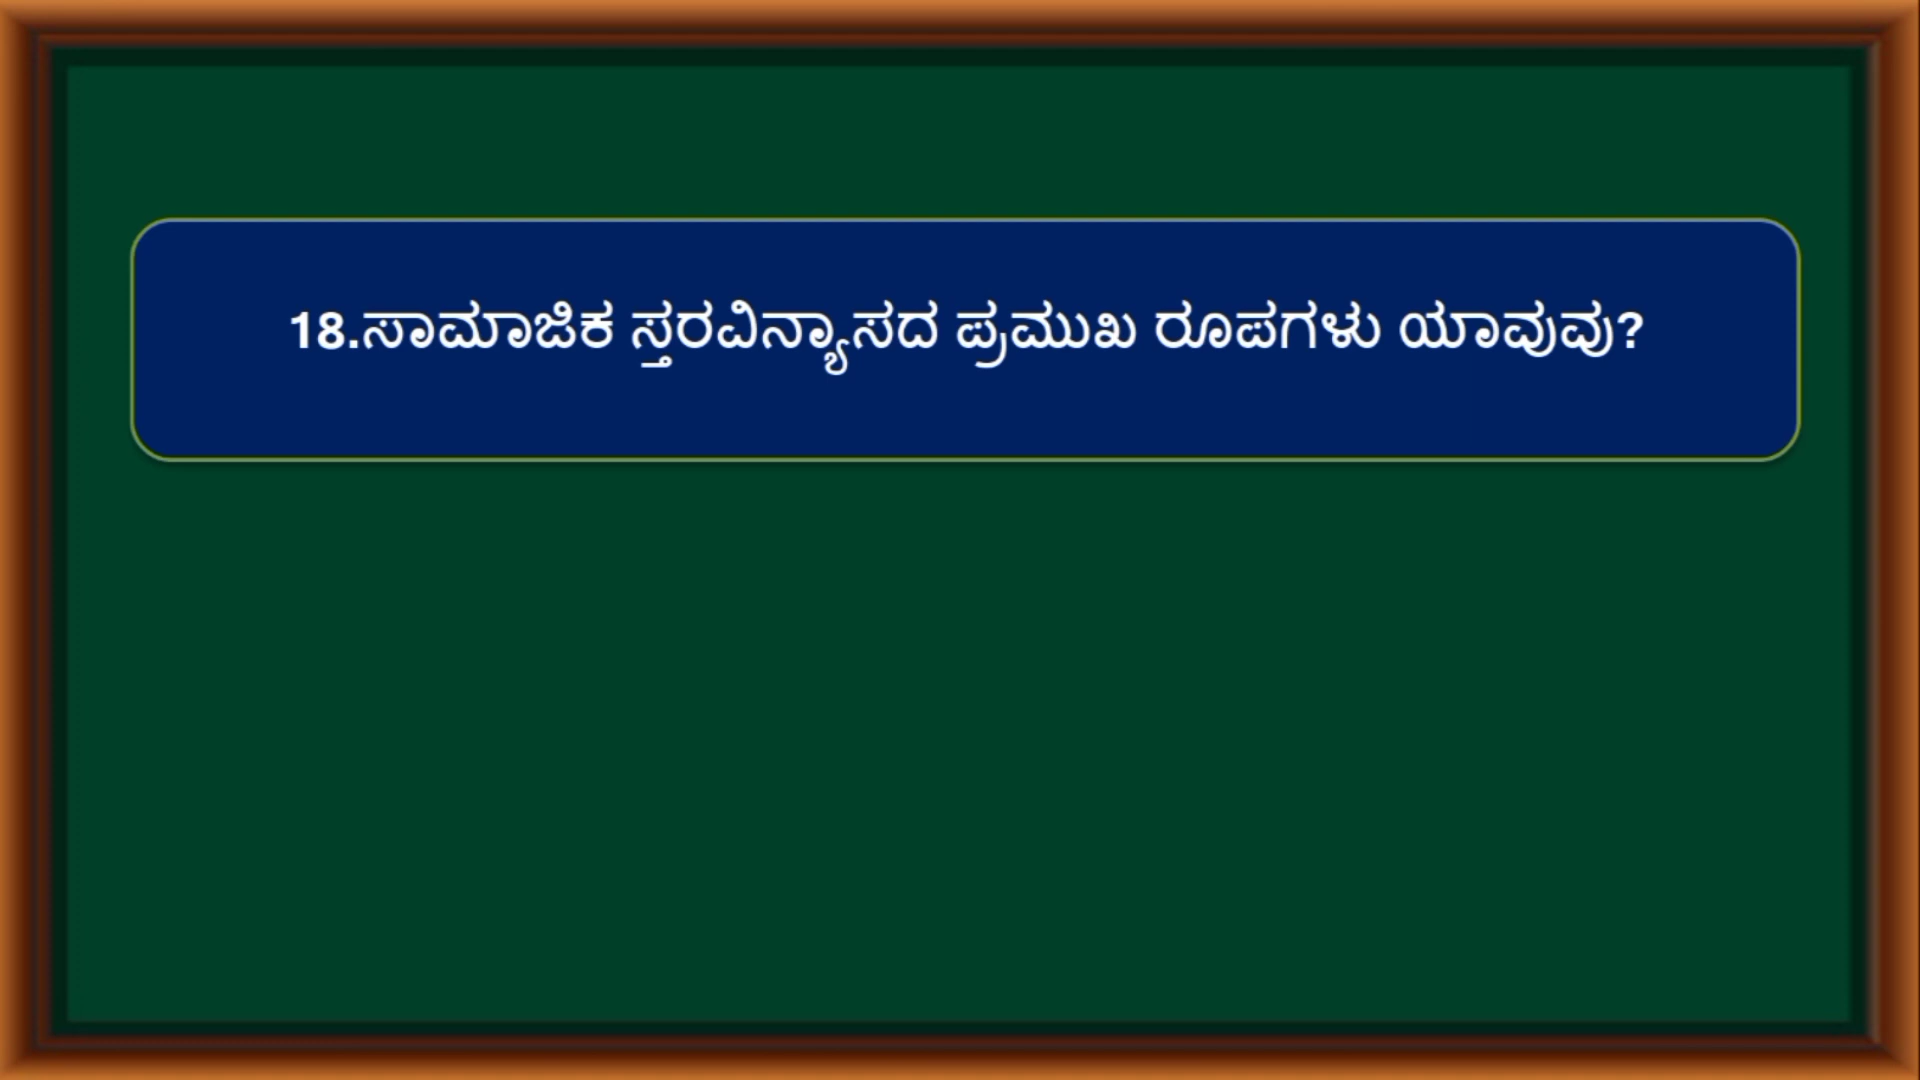 18.ಸಾಮಾಜಿಕ ಸ್ತರವಿನ್ಯಾಸದ ಪ್ರಮುಖ ರೂಪಗಳು ಯಾವುವು?